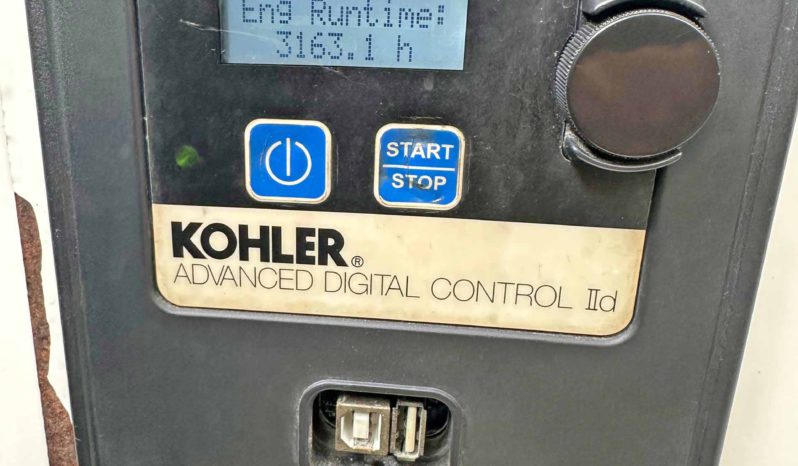 Eng Runtime:
3163.1 h
START
STOP
KOHLER®
ADVANCED DIGITAL CONTROL IId